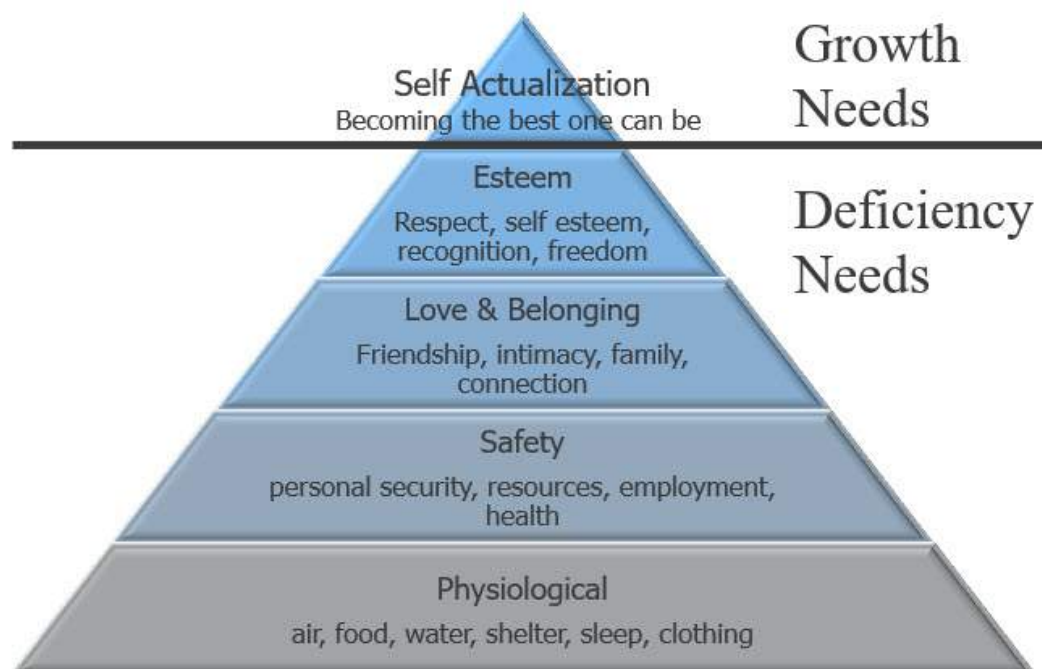 Growth
Needs
Self Actualization
Becoming the best one can be
Esteem
Respect, self esteem,
recognition, freedom
Deficiency
Needs
Love & Belonging
Friendship, intimacy, family,
connection
Safety
personal security, resources, employment,
health
Physiological
air, food, water, shelter, sleep, clothing